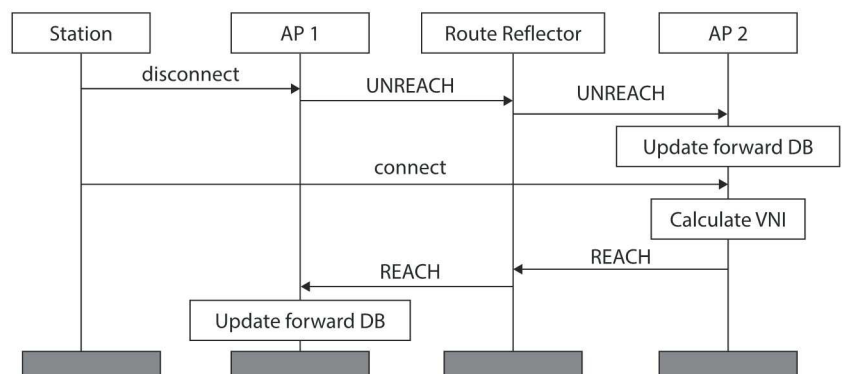 Station
AP 1
Route Reflector
AP 2
disconnect
UNREACH
UNREACH
Update forward DB
connect
Calculate VNI
REACH
REACH
Update forward DB